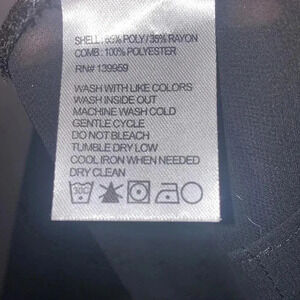 SHELL: 65% POLY / 35% RAYON
COMB: 100% POLYESTER
RN# 139959
WASH WITH LIKE COLORS
WASH INSIDE OUT
MACHINE WASH COLD
GENTLE CYCLE
DO NOT BLEACH
TUMBLE DRY LOW
COOL IRON WHEN NEEDED
DRY CLEAN